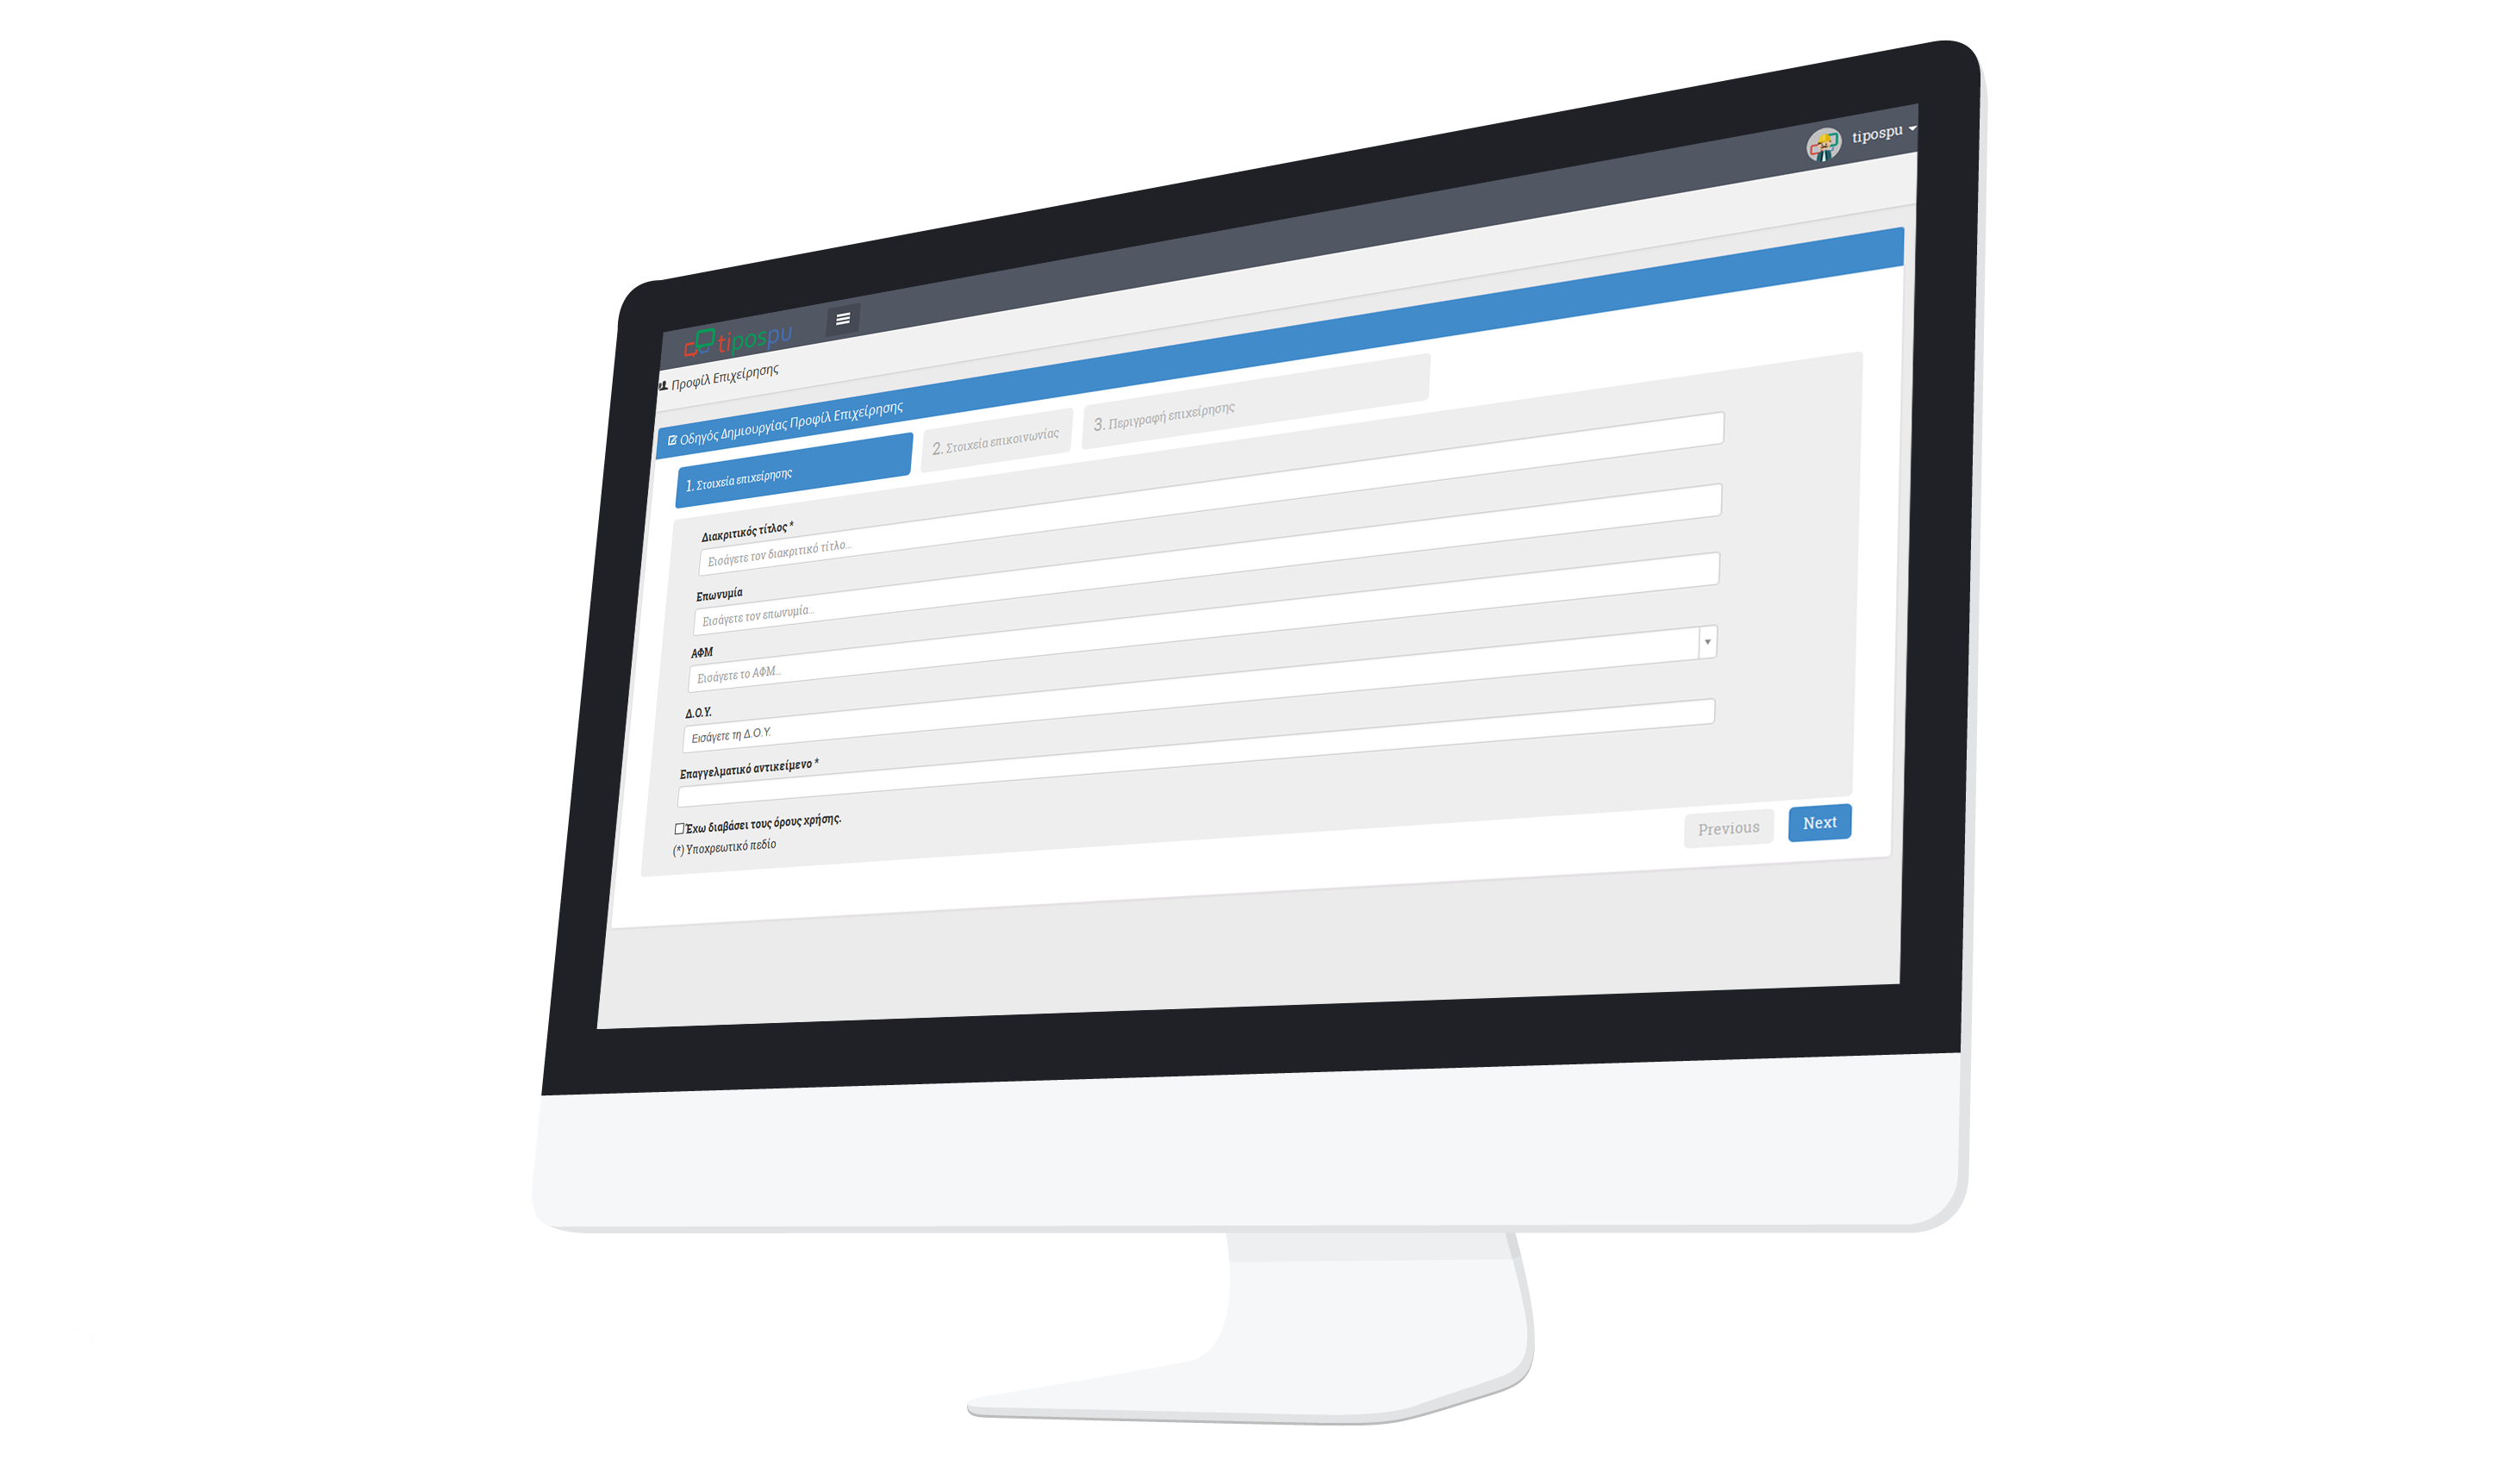 tipospu
tipospu
Προφίλ Επιχείρησης
Οδηγός Δημιουργίας Προφίλ Επιχείρησης
1. Στοιχεία επιχείρησης
2. Στοιχεία επικοινωνίας
3. Περιγραφή επιχείρησης
Διακριτικός τίτλος *
Εισάγετε τον διακριτικό τίτλο...
Επωνυμία
Εισάγετε τον επωνυμία...
ΑΦΜ
Εισάγετε το ΑΦΜ...
Δ.Ο.Υ.
Εισάγετε τη Δ.Ο.Υ.
Επαγγελματικό αντικείμενο *
Έχω διαβάσει τους όρους χρήσης.
(*) Υποχρεωτικό πεδίο
Previous
Next